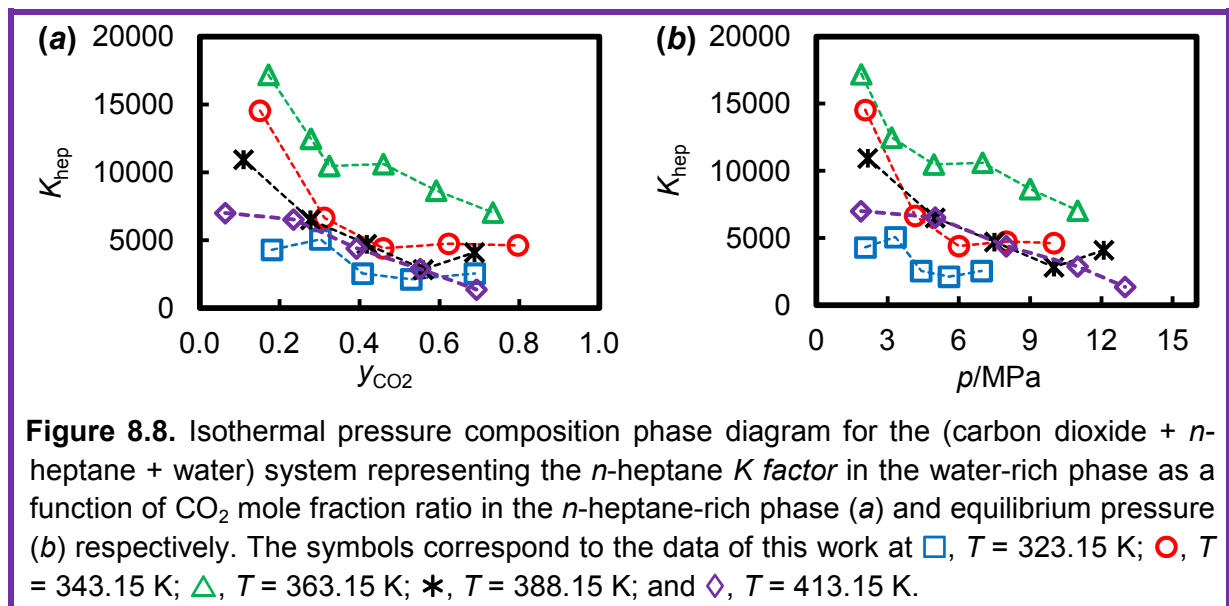 (a)
20000
15000
10000
5000
0
K_hep
0.0 0.2 0.4 0.6 0.8 1.0
y_CO2
(b)
20000
15000
10000
5000
0
K_hep
0 3 6 9 12 15
p/MPa
Figure 8.8. Isothermal pressure composition phase diagram for the (carbon dioxide + n-
heptane + water) system representing the n-heptane K factor in the water-rich phase as a
function of CO₂ mole fraction ratio in the n-heptane-rich phase (a) and equilibrium pressure
(b) respectively. The symbols correspond to the data of this work at □, T = 323.15 K; ○, T
= 343.15 K; △, T = 363.15 K; ✱, T = 388.15 K; and ◇, T = 413.15 K.